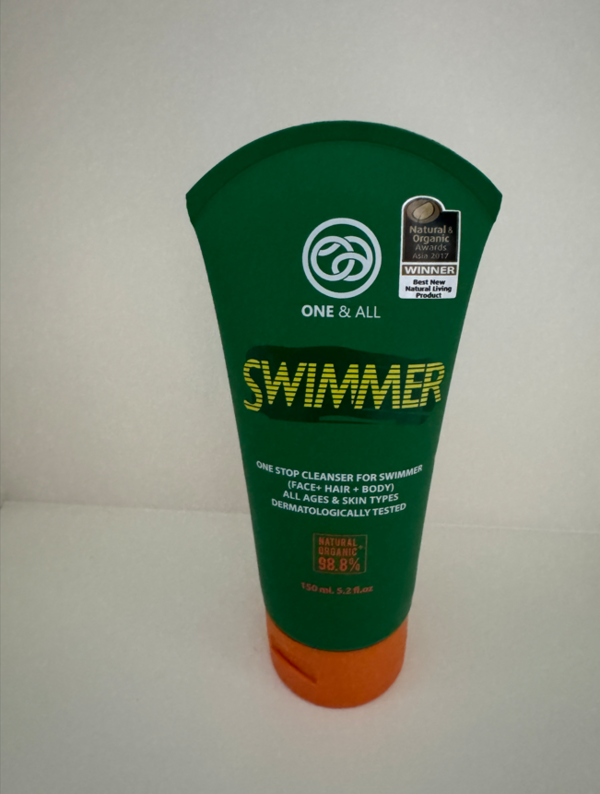 Natural &
Organic
Awards
Asia 2017
WINNER
Best New
Natural Living
Product
ONE & ALL
SWIMMER
ONE STOP CLEANSER FOR SWIMMER
(FACE+ HAIR + BODY)
ALL AGES & SKIN TYPES
DERMATOLOGICALLY TESTED
NATURAL
ORGANIC
98.8%
150 mL 5.2 fl.oz